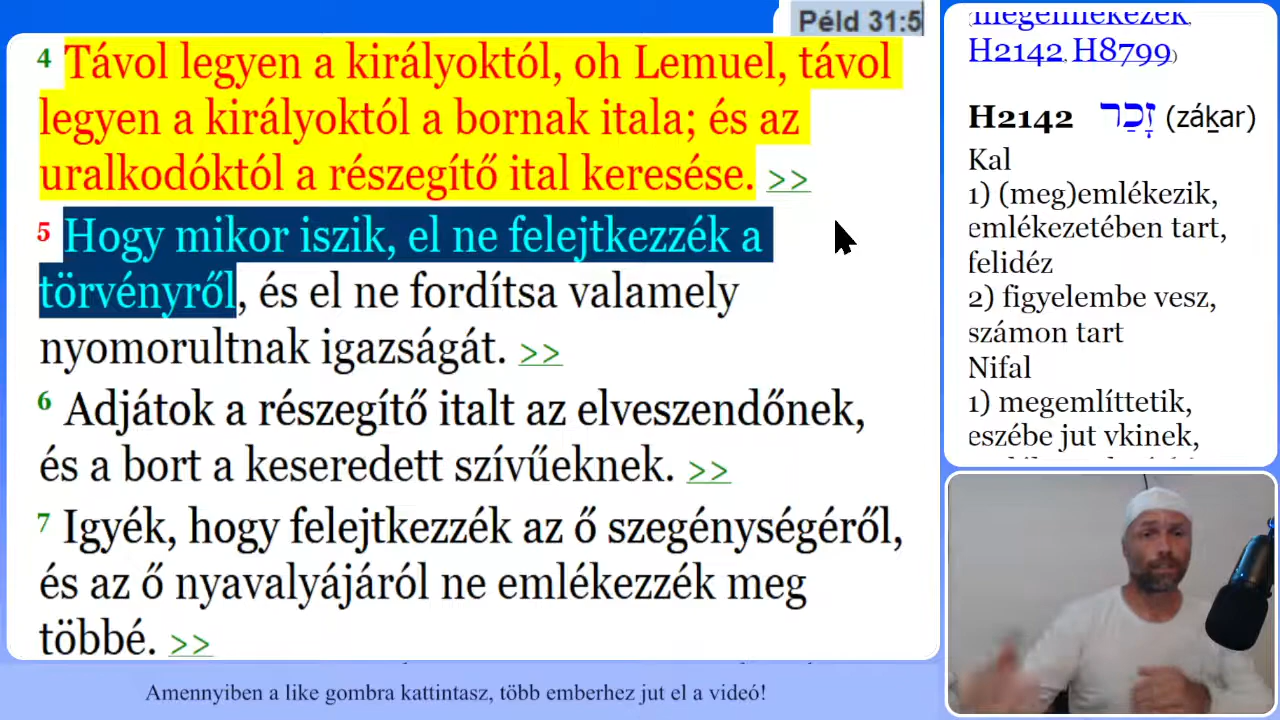 Péld 31:5
4 Távol legyen a királyoktól, oh Lemuel, távol
legyen a királyoktól a bornak itala; és az
uralkodóktól a részegítő ital keresése. >>
5 Hogy mikor iszik, el ne felejtkezzék a
törvényről, és el ne fordítsa valamely
nyomorultnak igazságát. >>
6 Adjátok a részegítő italt az elveszendőnek,
és a bort a keseredett szívűeknek. >>
7 Igyék, hogy felejtkezzék az ő szegénységéről,
és az ő nyavalyájáról ne emlékezzék meg
többé. >>
(megemlékezék,
H2142, H8799)
H2142 זָכַר (zákar)
Kal
1) (meg)emlékezik,
emlékezetében tart,
felidéz
2) figyelembe vesz,
számon tart
Nifal
1) megemlíttetik,
eszébe jut vkinek,
Amennyiben a like gombra kattintasz, több emberhez jut el a videó!